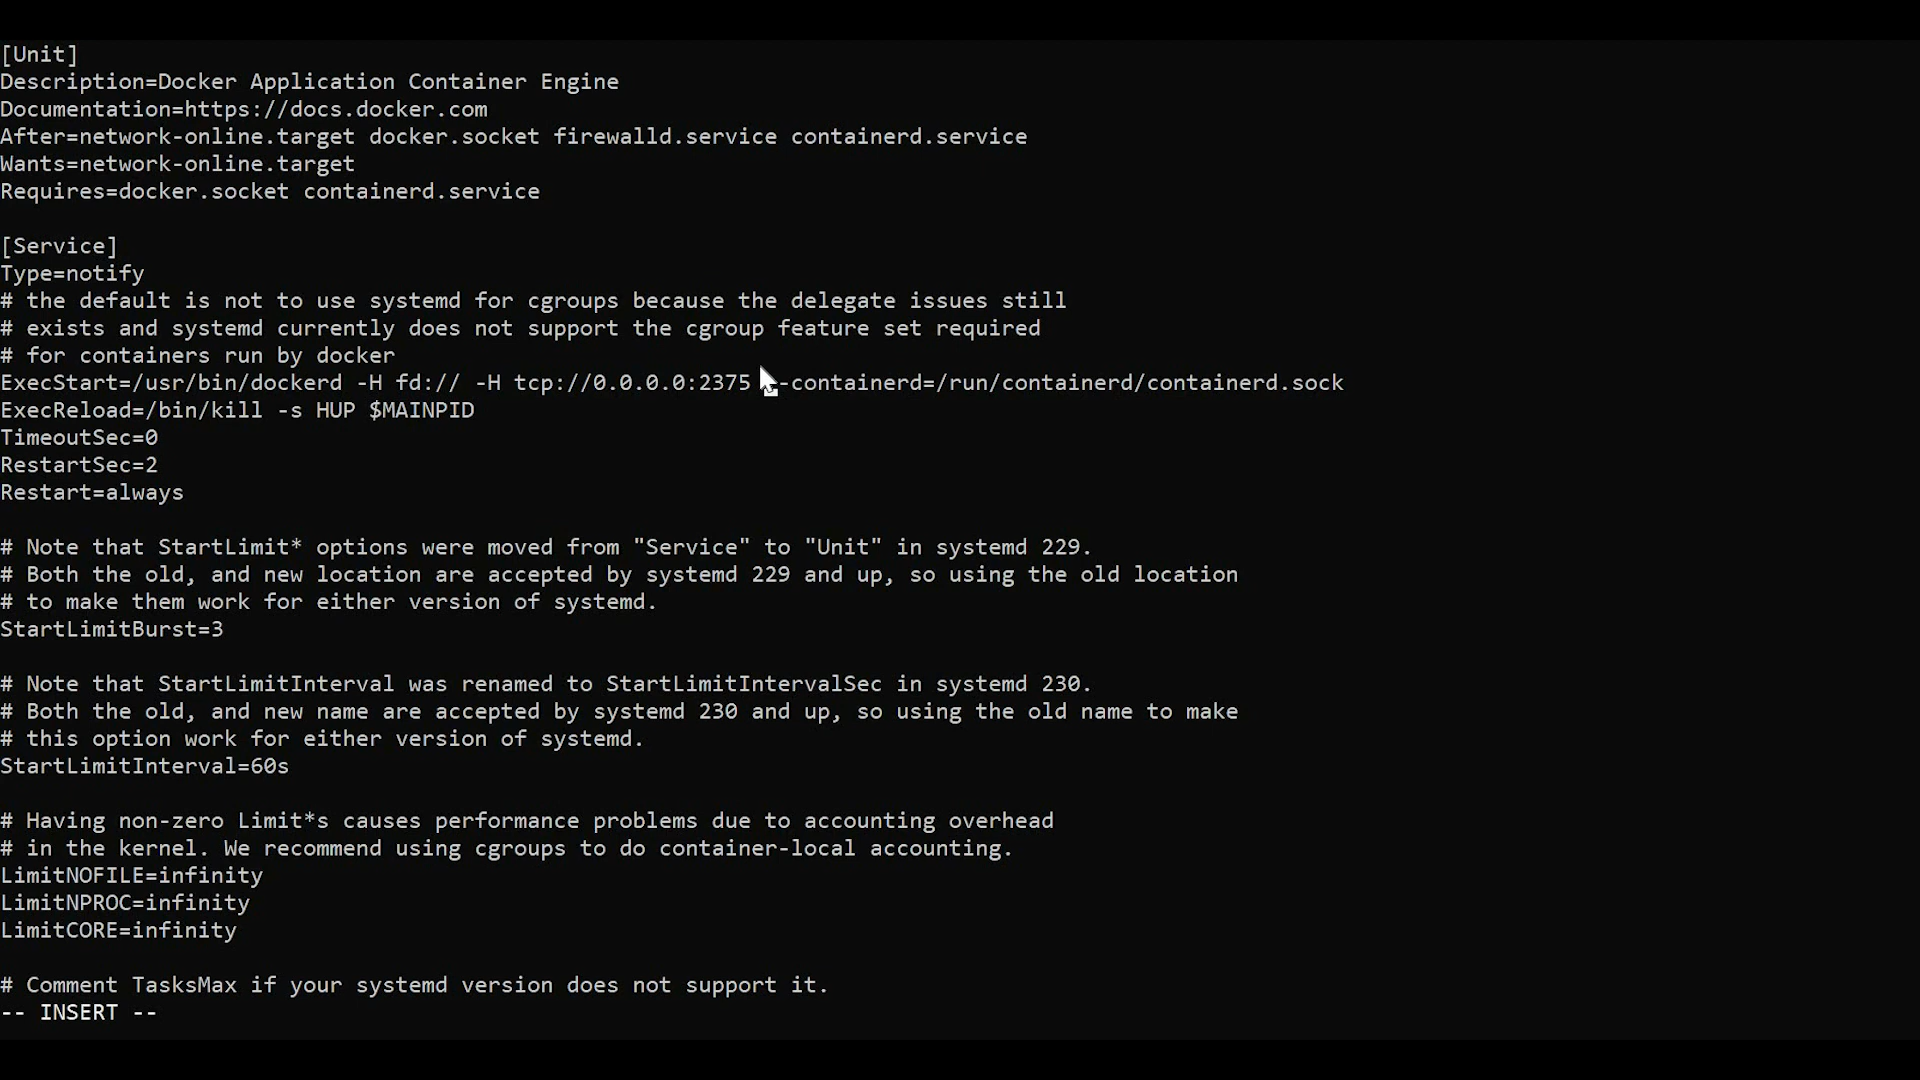 [Unit]
Description=Docker Application Container Engine
Documentation=https://docs.docker.com
After=network-online.target docker.socket firewalld.service containerd.service
Wants=network-online.target
Requires=docker.socket containerd.service
[Service]
Type=notify
# the default is not to use systemd for cgroups because the delegate issues still
# exists and systemd currently does not support the cgroup feature set required
# for containers run by docker
ExecStart=/usr/bin/dockerd -H fd:// -H tcp://0.0.0.0:2375 --containerd=/run/containerd/containerd.sock
ExecReload=/bin/kill -s HUP $MAINPID
TimeoutSec=0
RestartSec=2
Restart=always
# Note that StartLimit* options were moved from "Service" to "Unit" in systemd 229.
# Both the old, and new location are accepted by systemd 229 and up, so using the old location
# to make them work for either version of systemd.
StartLimitBurst=3
# Note that StartLimitInterval was renamed to StartLimitIntervalSec in systemd 230.
# Both the old, and new name are accepted by systemd 230 and up, so using the old name to make
# this option work for either version of systemd.
StartLimitInterval=60s
# Having non-zero Limit*s causes performance problems due to accounting overhead
# in the kernel. We recommend using cgroups to do container-local accounting.
LimitNOFILE=infinity
LimitNPROC=infinity
LimitCORE=infinity
# Comment TasksMax if your systemd version does not support it.
-- INSERT --